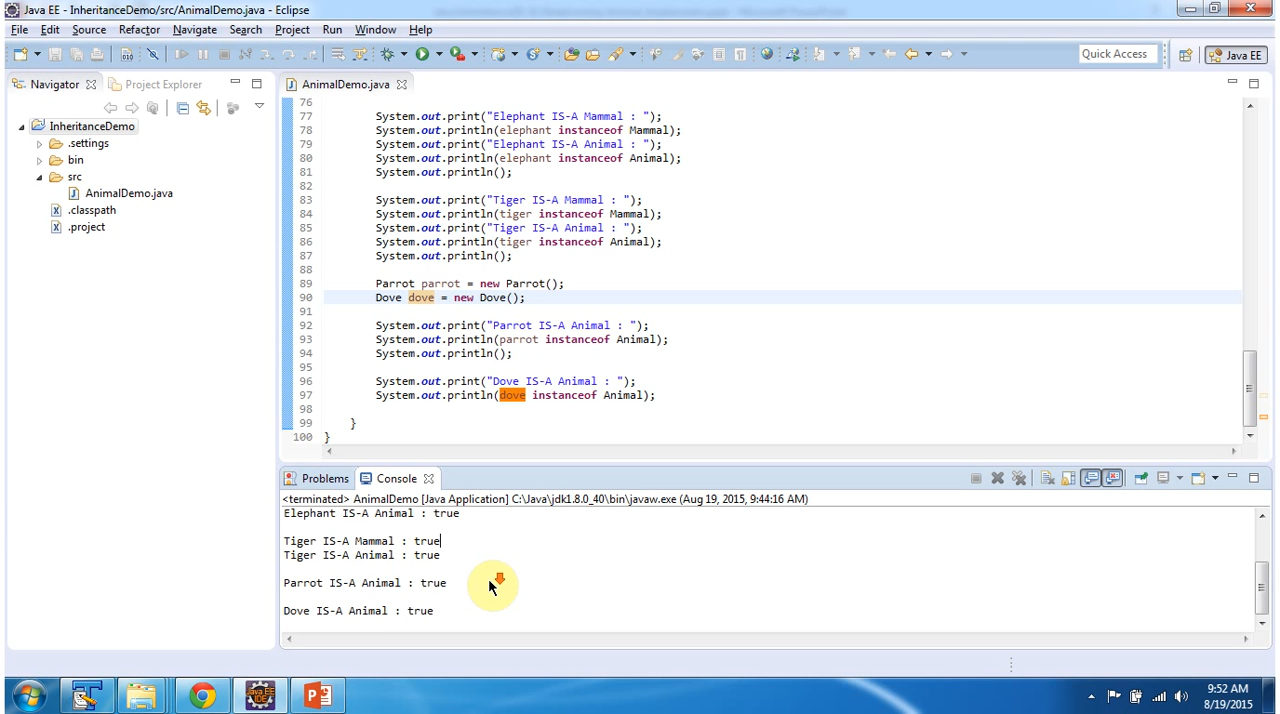 Java EE - InheritanceDemo/src/AnimalDemo.java - Eclipse
File Edit Source Refactor Navigate Search Project Run Window Help
Quick Access Java EE
Navigator Project Explorer
InheritanceDemo
.settings
bin
src
AnimalDemo.java
.classpath
.project
AnimalDemo.java
76
77 System.out.print("Elephant IS-A Mammal : ");
78 System.out.println(elephant instanceof Mammal);
79 System.out.print("Elephant IS-A Animal : ");
80 System.out.println(elephant instanceof Animal);
81 System.out.println();
82
83 System.out.print("Tiger IS-A Mammal : ");
84 System.out.println(tiger instanceof Mammal);
85 System.out.print("Tiger IS-A Animal : ");
86 System.out.println(tiger instanceof Animal);
87 System.out.println();
88
89 Parrot parrot = new Parrot();
90 Dove dove = new Dove();
91
92 System.out.print("Parrot IS-A Animal : ");
93 System.out.println(parrot instanceof Animal);
94 System.out.println();
95
96 System.out.print("Dove IS-A Animal : ");
97 System.out.println(dove instanceof Animal);
98
99 }
100 }
Problems Console
<terminated> AnimalDemo [Java Application] C:\Java\jdk1.8.0_40\bin\javaw.exe (Aug 19, 2015, 9:44:16 AM)
Elephant IS-A Animal : true
Tiger IS-A Mammal : true
Tiger IS-A Animal : true
Parrot IS-A Animal : true
Dove IS-A Animal : true
Java EE
IDE
9:52 AM
8/19/2015